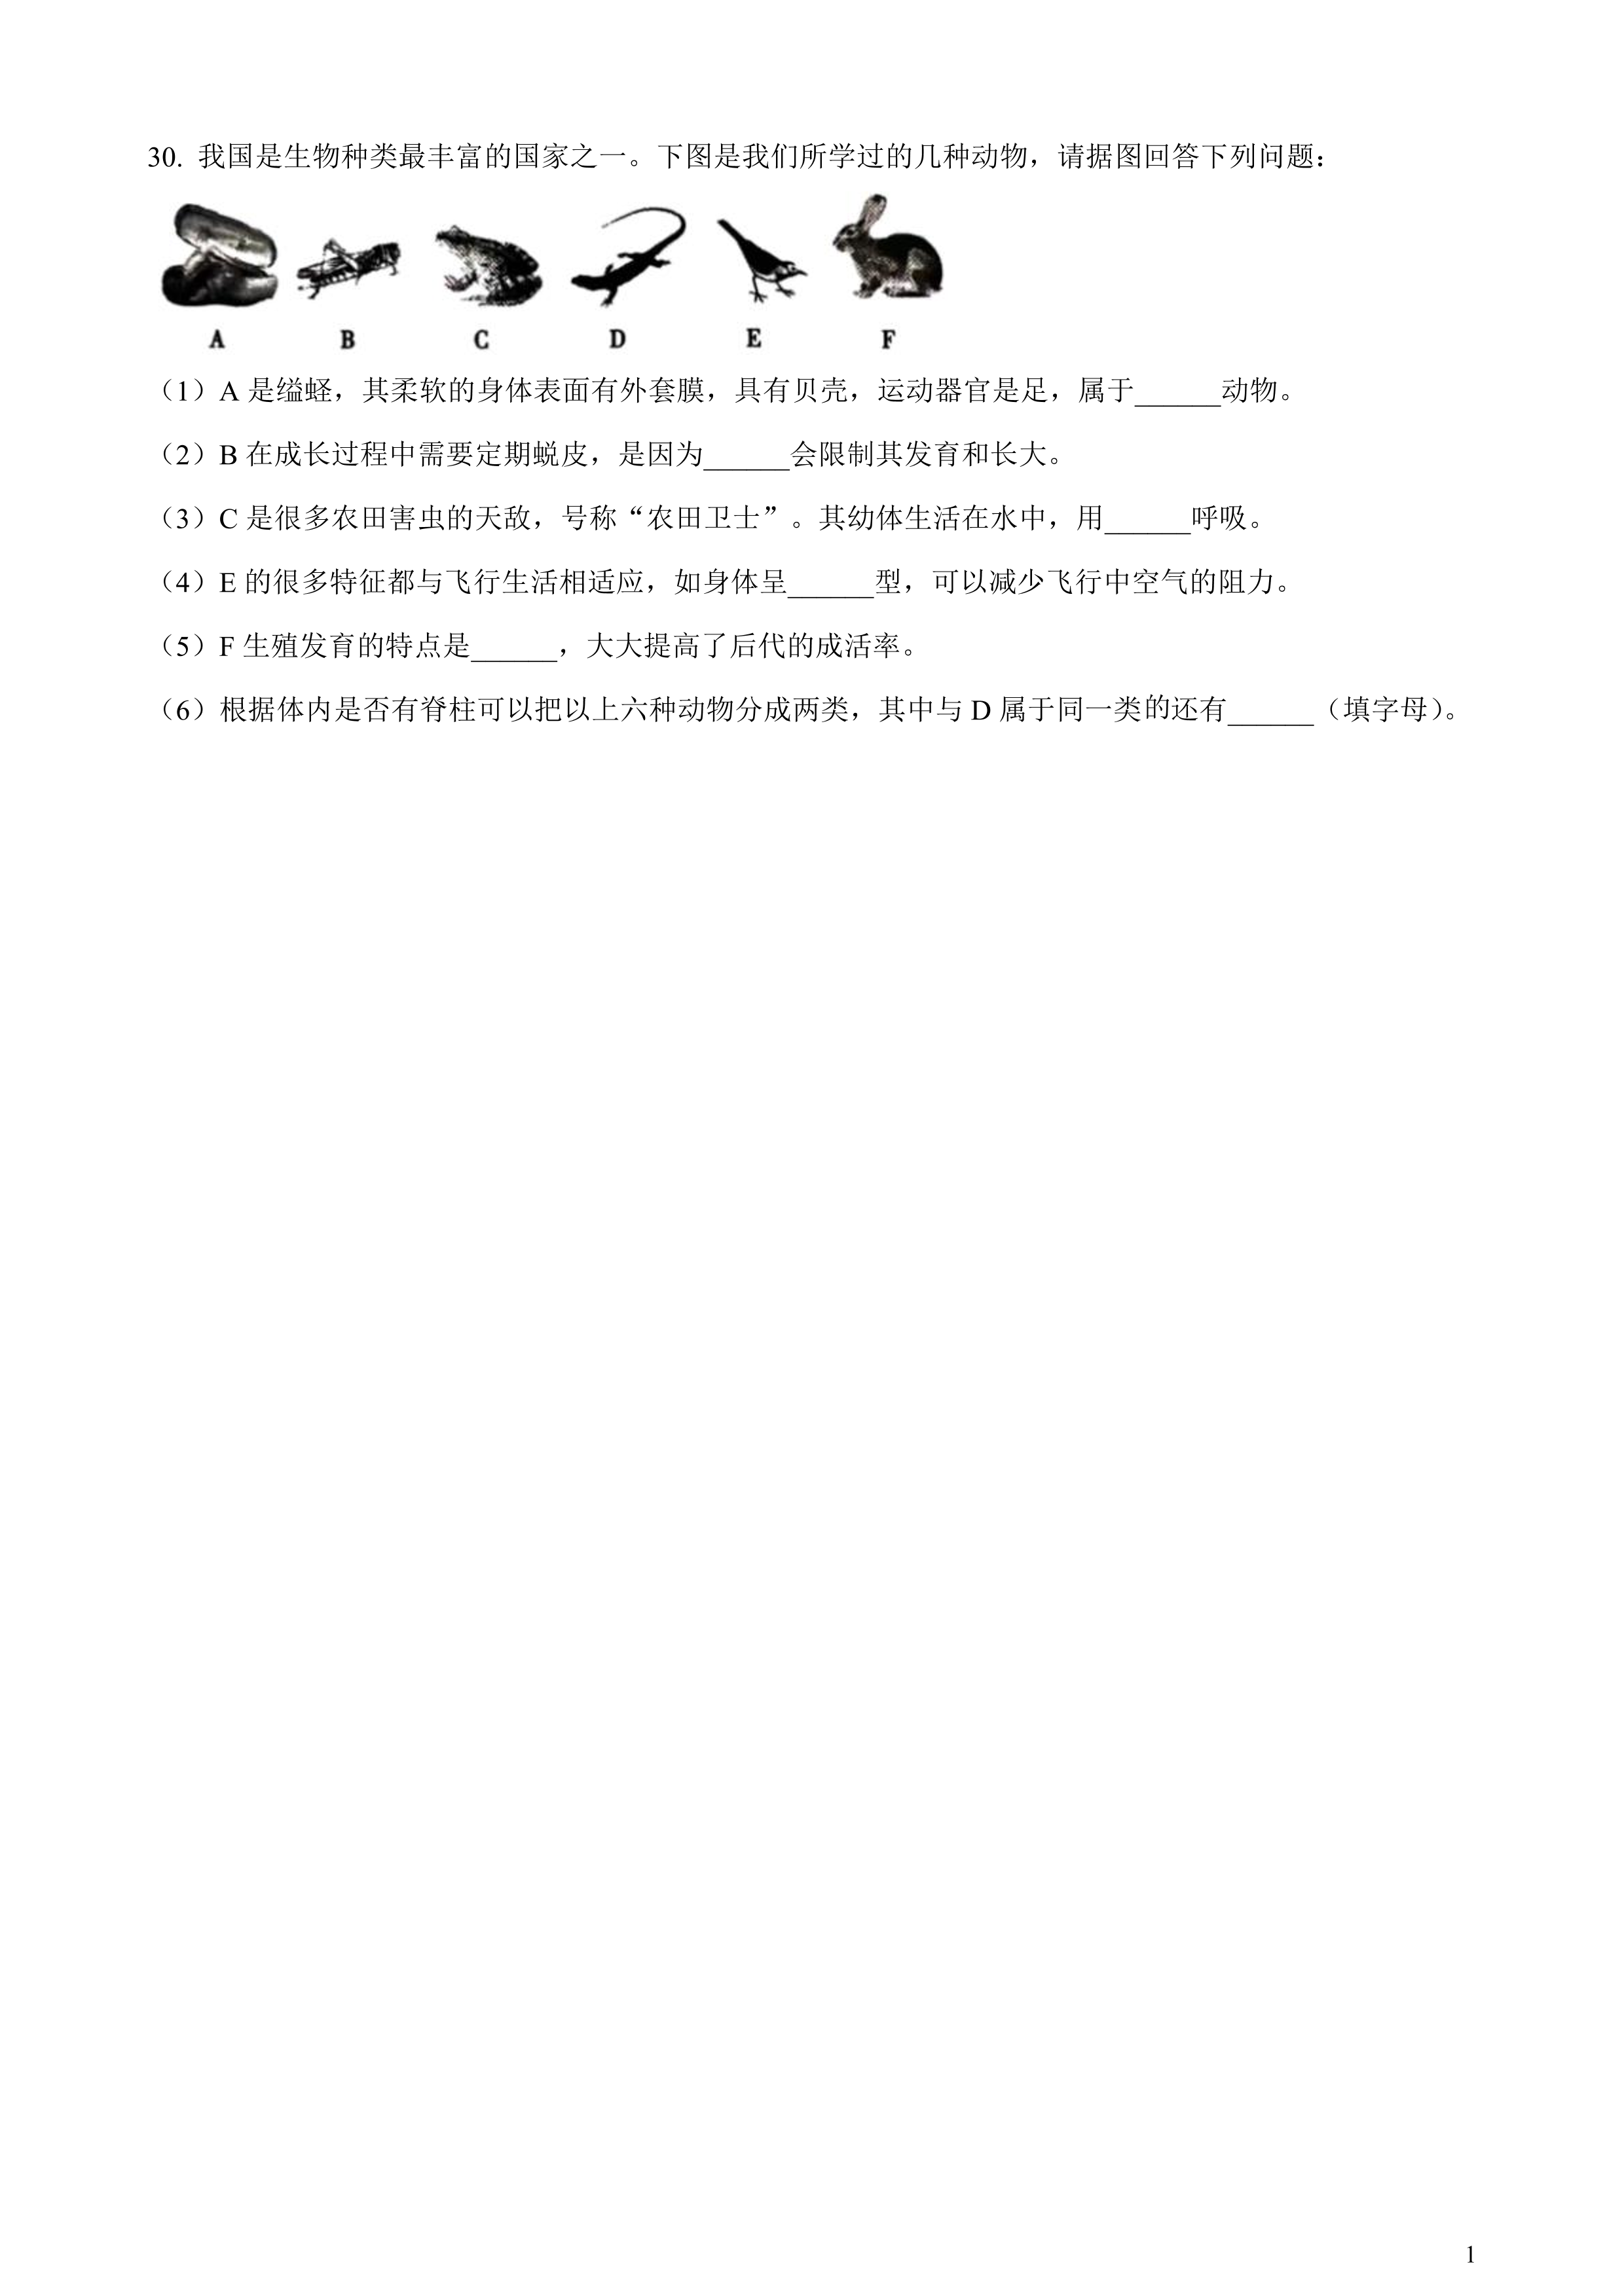 30. 我国是生物种类最丰富的国家之一。下图是我们所学过的几种动物，请据图回答下列问题：
A B C D E F
（1）A 是缢蛏，其柔软的身体表面有外套膜，具有贝壳，运动器官是足，属于______动物。
（2）B 在成长过程中需要定期蜕皮，是因为______会限制其发育和长大。
（3）C 是很多农田害虫的天敌，号称“农田卫士”。其幼体生活在水中，用______呼吸。
（4）E 的很多特征都与飞行生活相适应，如身体呈______型，可以减少飞行中空气的阻力。
（5）F 生殖发育的特点是______，大大提高了后代的成活率。
（6）根据体内是否有脊柱可以把以上六种动物分成两类，其中与 D 属于同一类的还有______（填字母）。
1